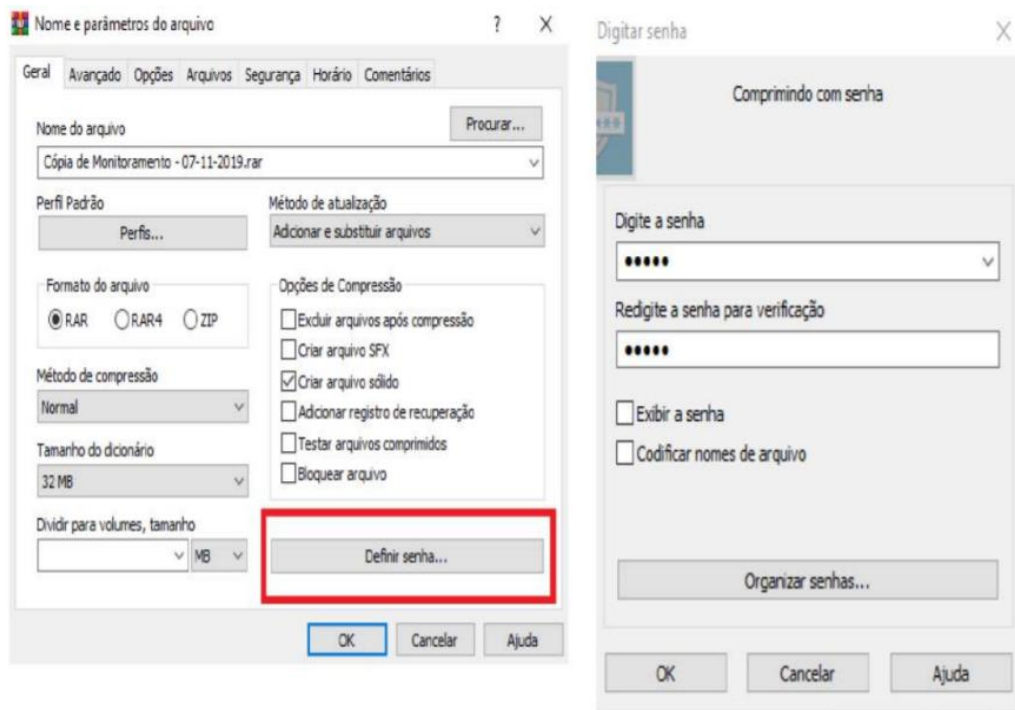 Nome e parâmetros do arquivo
Geral Avançado Opções Arquivos Segurança Horário Comentários
Nome do arquivo
Procurar...
Cópia de Monitoramento - 07-11-2019.rar
Perfil Padrão
Perfis...
Método de atualização
Adicionar e substituir arquivos
Formato do arquivo
RAR RAR4 ZIP
Opções de Compressão
Excluir arquivos após compressão
Criar arquivo SFX
Criar arquivo sólido
Adicionar registro de recuperação
Testar arquivos comprimidos
Bloquear arquivo
Método de compressão
Normal
Tamanho do dicionário
32 MB
Dividir para volumes, tamanho
MB
Definir senha...
OK Cancelar Ajuda
Digitar senha
Comprimindo com senha
Digite a senha
•••••
Redigite a senha para verificação
•••••
Exibir a senha
Codificar nomes de arquivo
Organizar senhas...
OK Cancelar Ajuda